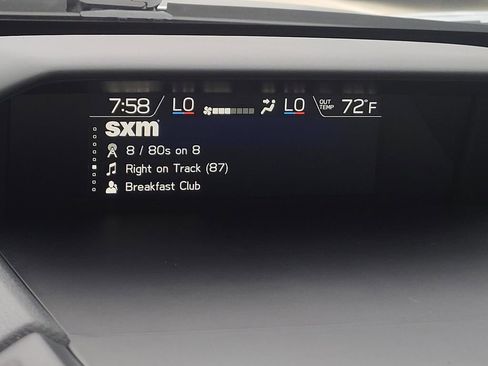 7:58 LO LO OUT TEMP 72°F
sxm
8 / 80s on 8
Right on Track (87)
Breakfast Club